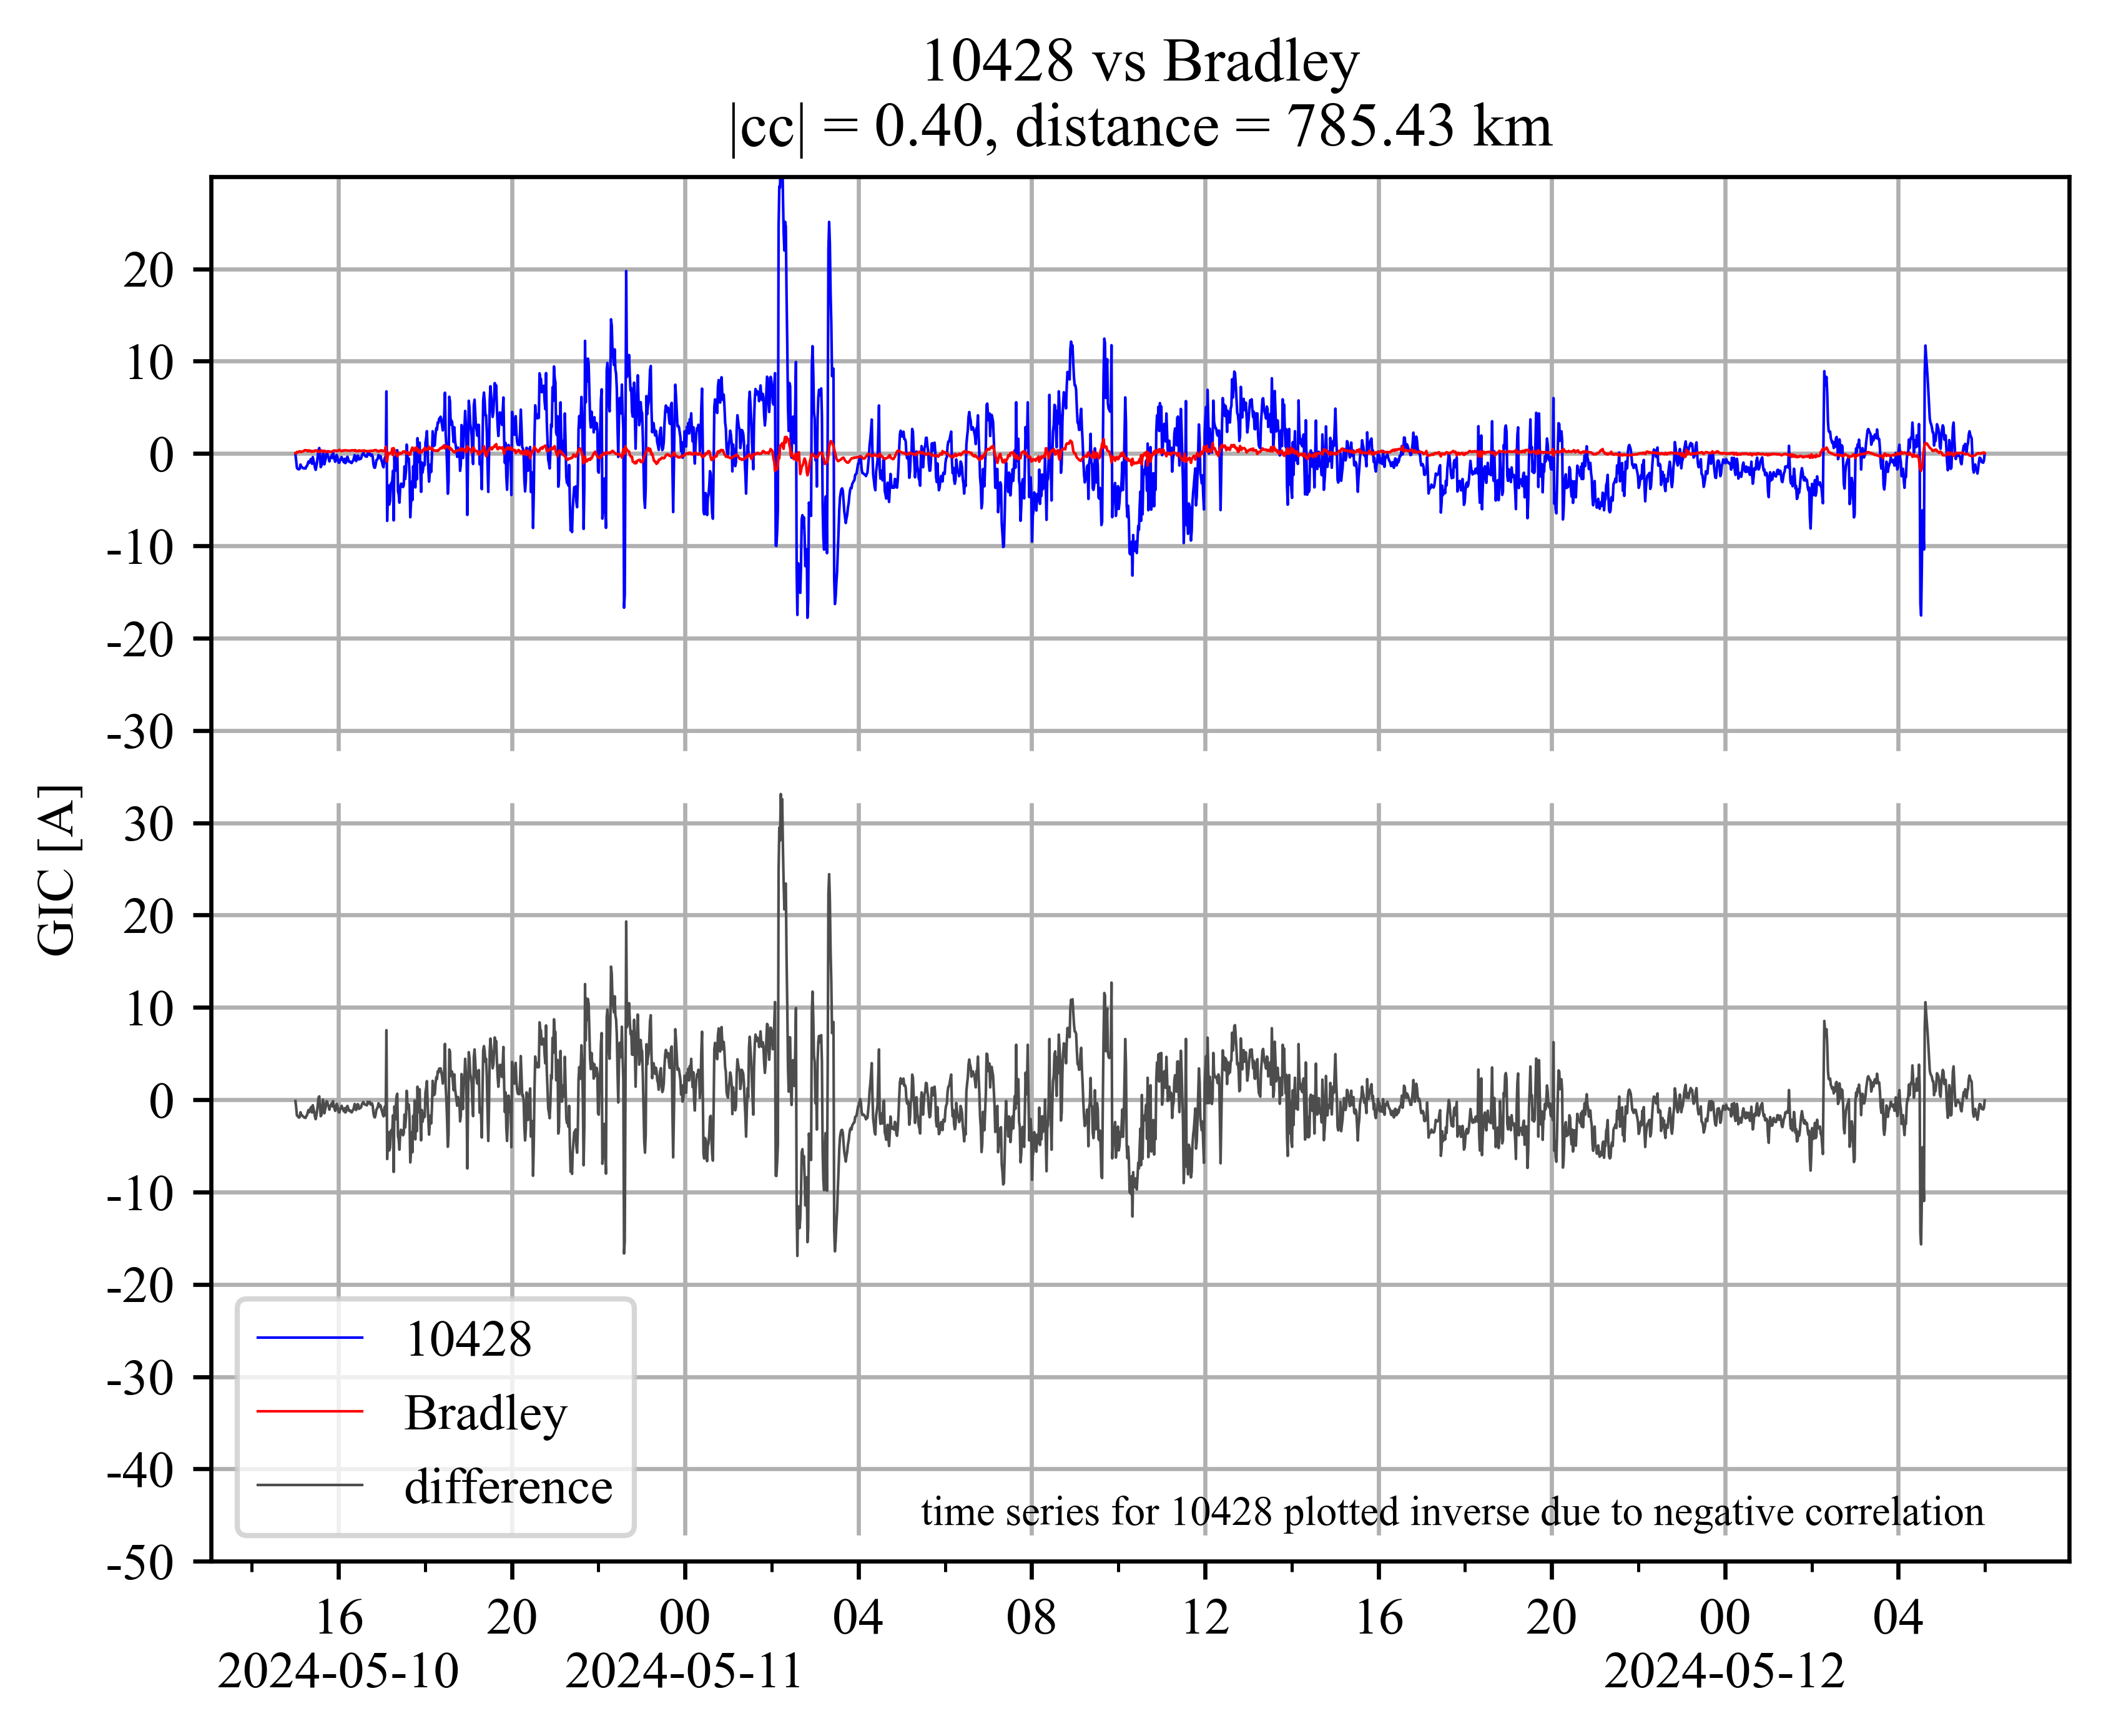 10428 vs Bradley
|cc| = 0.40, distance = 785.43 km
GIC [A]
20
10
0
-10
-20
-30
30
20
10
0
-10
-20
-30
-40
-50
10428
Bradley
difference
time series for 10428 plotted inverse due to negative correlation
16 20 00 04 08 12 16 20 00 04
2024-05-10 2024-05-11 2024-05-12